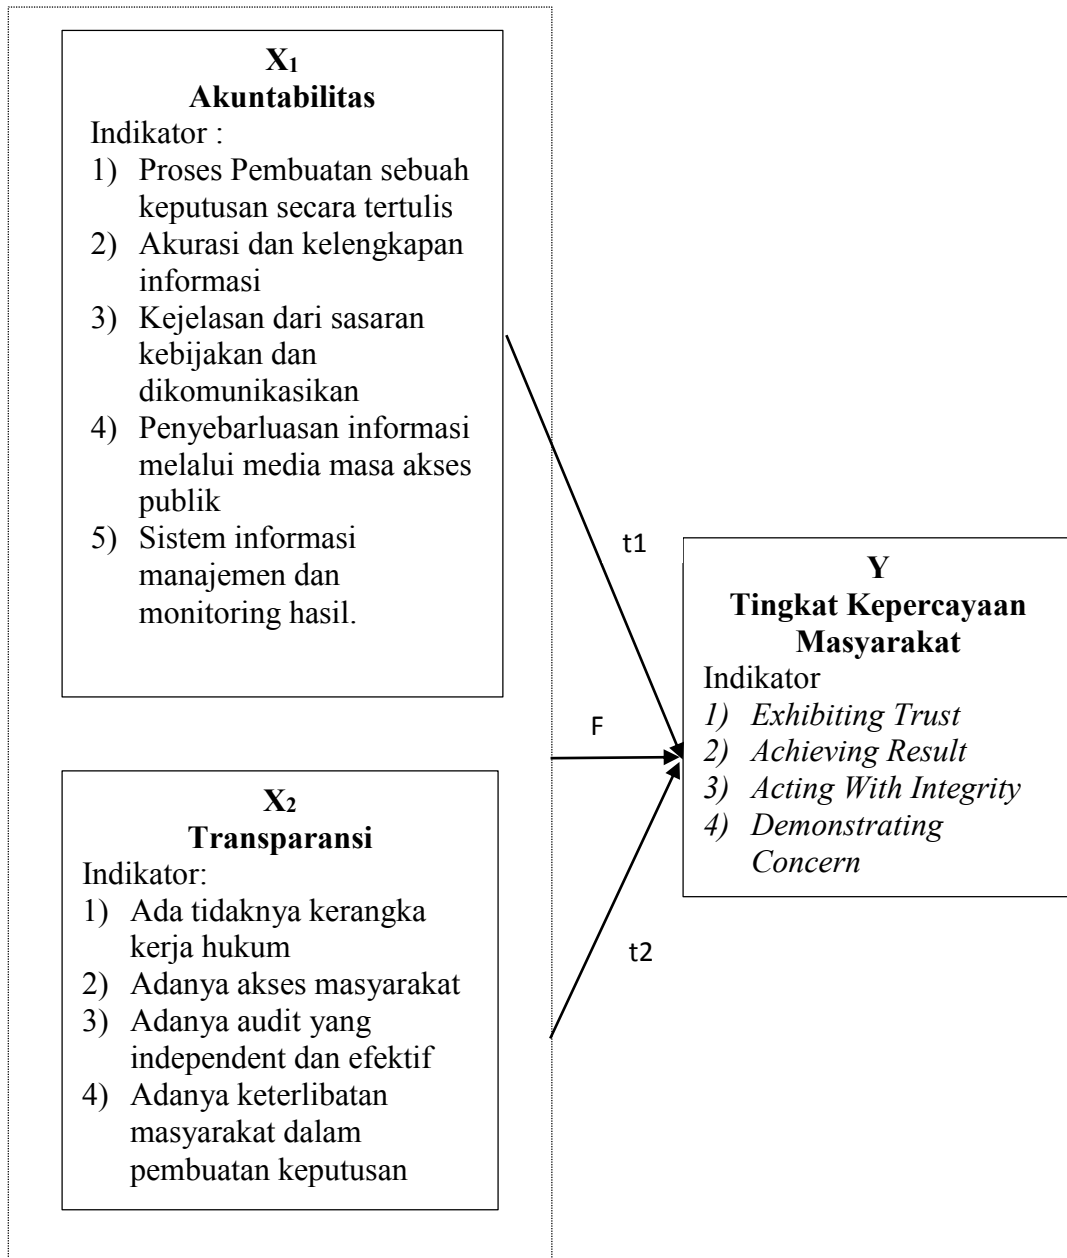 X₁
Akuntabilitas
Indikator :
1) Proses Pembuatan sebuah
keputusan secara tertulis
2) Akurasi dan kelengkapan
informasi
3) Kejelasan dari sasaran
kebijakan dan
dikomunikasikan
4) Penyebarluasan informasi
melalui media masa akses
publik
5) Sistem informasi
manajemen dan
monitoring hasil.
X₂
Transparansi
Indikator:
1) Ada tidaknya kerangka
kerja hukum
2) Adanya akses masyarakat
3) Adanya audit yang
independent dan efektif
4) Adanya keterlibatan
masyarakat dalam
pembuatan keputusan
t1
F
t2
Y
Tingkat Kepercayaan
Masyarakat
Indikator
1) Exhibiting Trust
2) Achieving Result
3) Acting With Integrity
4) Demonstrating
Concern